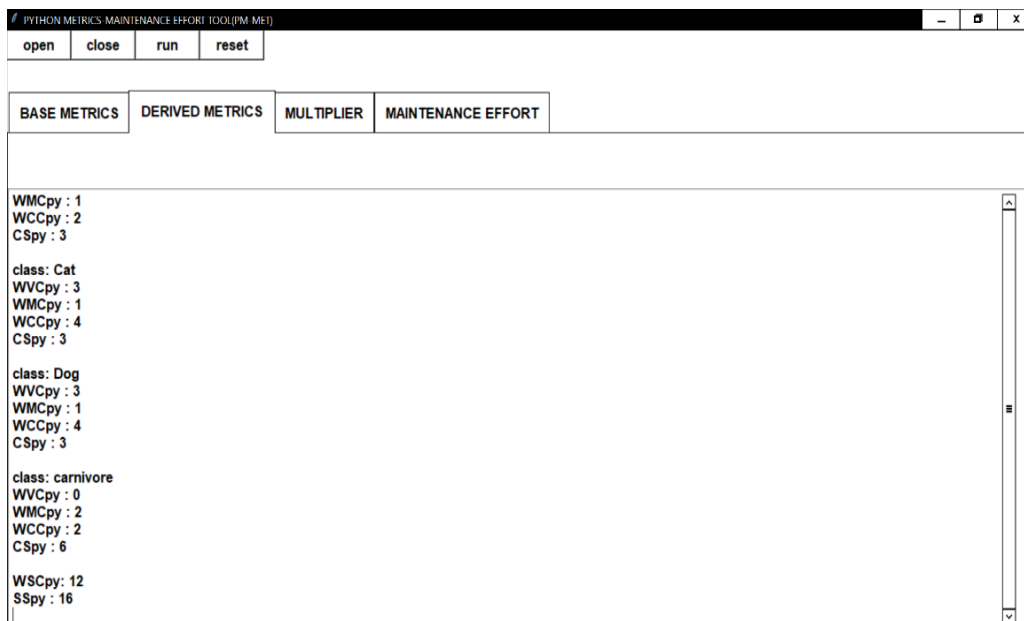 PYTHON METRICS-MAINTENANCE EFFORT TOOL(PM-MET)
open close run reset
BASE METRICS DERIVED METRICS MULTIPLIER MAINTENANCE EFFORT
WMCpy : 1
WCCpy : 2
CSpy : 3
class: Cat
WVCpy : 3
WMCpy : 1
WCCpy : 4
CSpy : 3
class: Dog
WVCpy : 3
WMCpy : 1
WCCpy : 4
CSpy : 3
class: carnivore
WVCpy : 0
WMCpy : 2
WCCpy : 2
CSpy : 6
WSCpy: 12
SSpy : 16